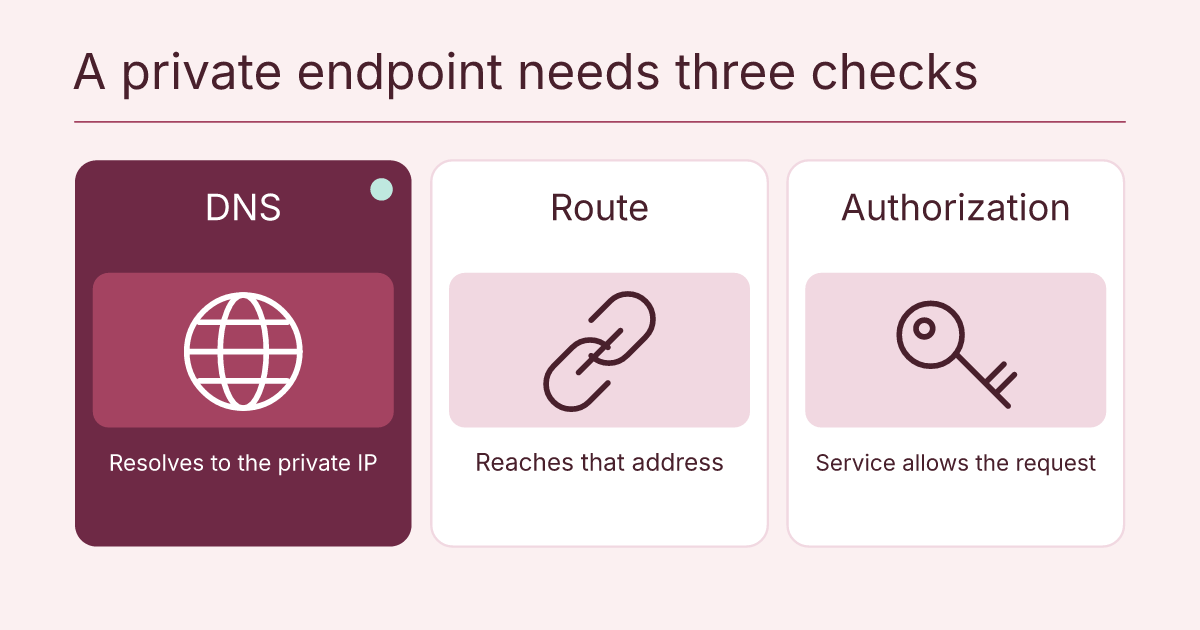 A private endpoint needs three checks
DNS
Resolves to the private IP
Route
Reaches that address
Authorization
Service allows the request